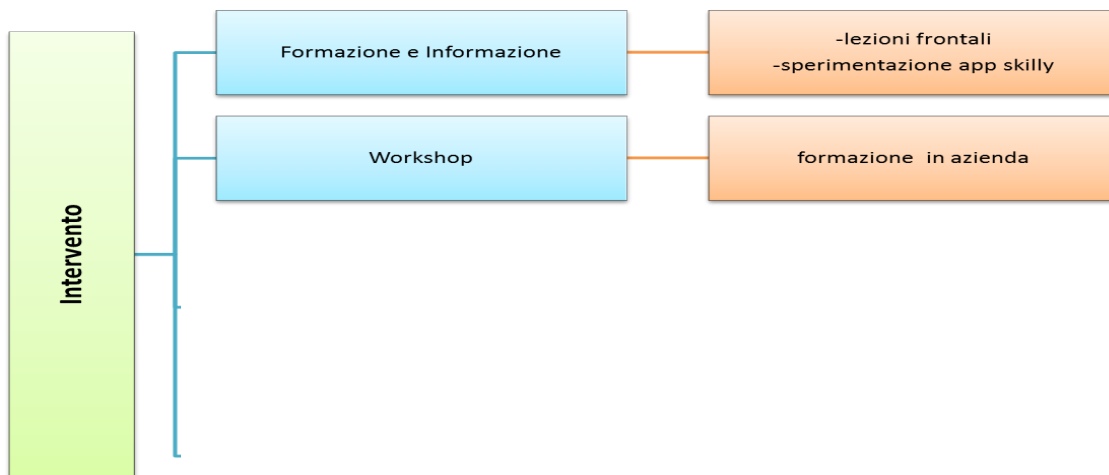 Intervento
Formazione e Informazione
-lezioni frontali
-sperimentazione app skilly
Workshop
formazione in azienda